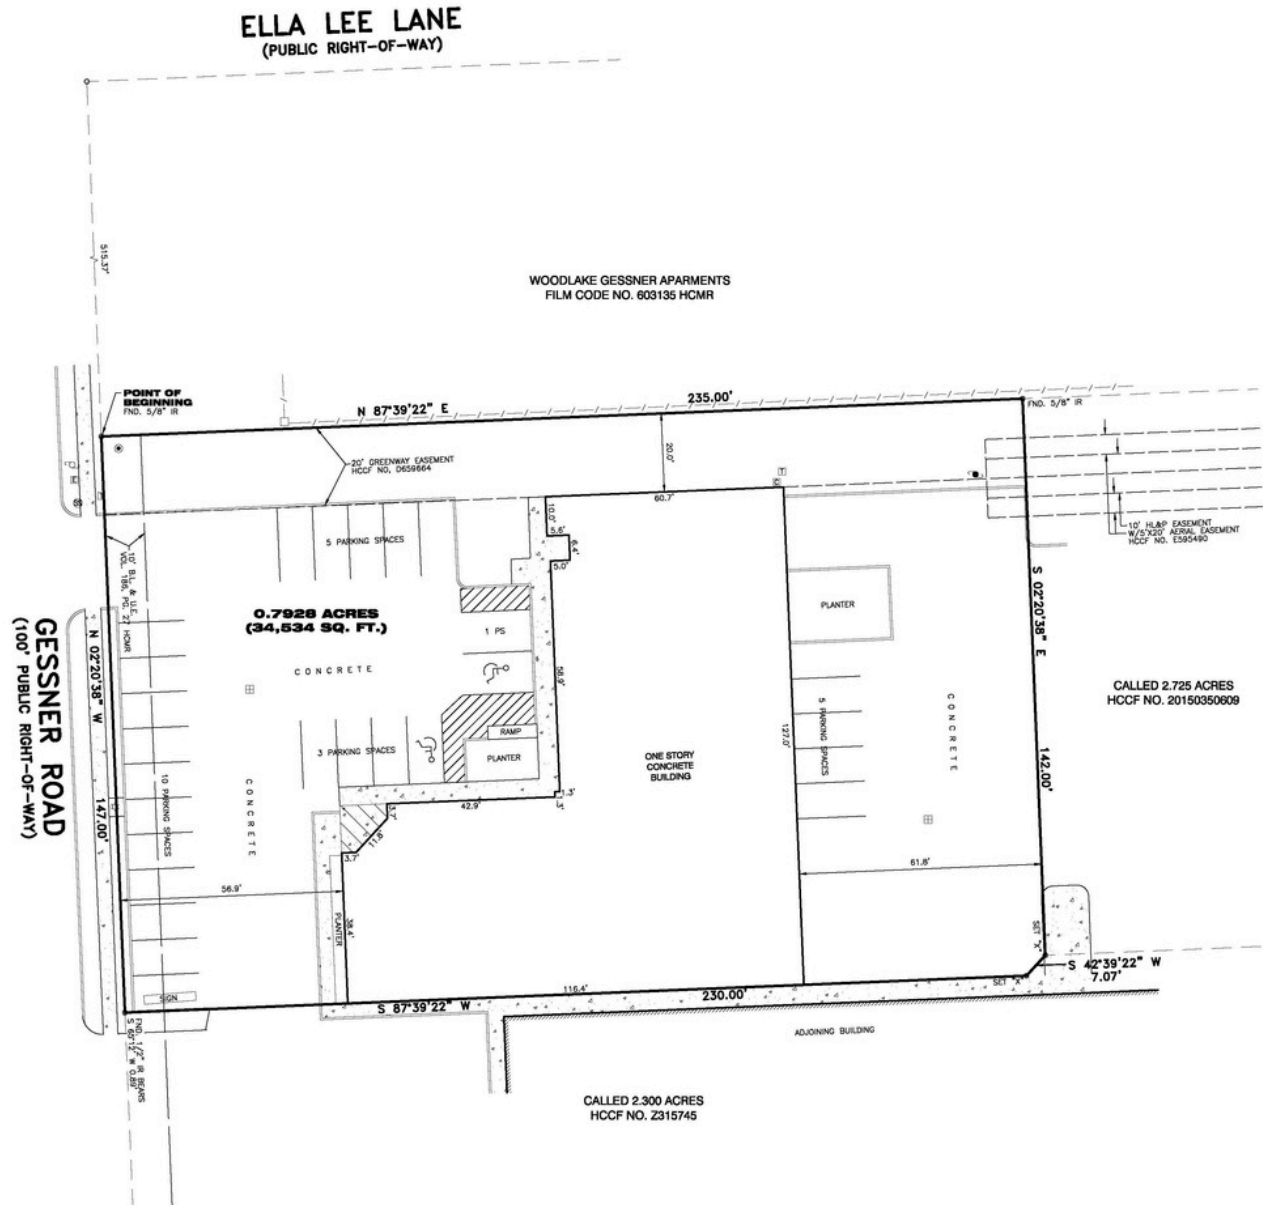 ELLA LEE LANE
(PUBLIC RIGHT-OF-WAY)
515.37'
WOODLAKE GESSNER APARMENTS
FILM CODE NO. 603135 HCMR
POINT OF
BEGINNING
FND. 5/8" IR
N 87°39'22" E
235.00'
FND. 5/8" IR
20' GREENWAY EASEMENT
HCCF NO. D659664
20.0'
T
60.7'
10.0'
5.6'
6.4'
5.0'
10' HL&P EASEMENT
W/5'X20' AERIAL EASEMENT
HCCF NO. E595490
5 PARKING SPACES
10' B.L. & U.E.
VOL. 186, PG. 27 HCMR
0.7928 ACRES
(34,534 SQ. FT.)
PLANTER
S 02°20'38" E
1 PS
CONCRETE
58.9'
GESSNER ROAD
(100' PUBLIC RIGHT-OF-WAY)
N 02°20'38" W
CALLED 2.725 ACRES
HCCF NO. 20150350609
5 PARKING SPACES
CONCRETE
127.0'
RAMP
3 PARKING SPACES
PLANTER
ONE STORY
CONCRETE
BUILDING
142.00'
147.00'
10 PARKING SPACES
CONCRETE
1.3'
42.9'
3.7'
11.8'
3.7'
56.9'
61.8'
PLANTER
38.4'
SET "X"
S 42°39'22" W
7.07'
SET "X"
SIGN
116.4'
S 87°39'22" W
230.00'
FND. 1/2" IR BEARS
ADJOINING BUILDING
CALLED 2.300 ACRES
HCCF NO. Z315745